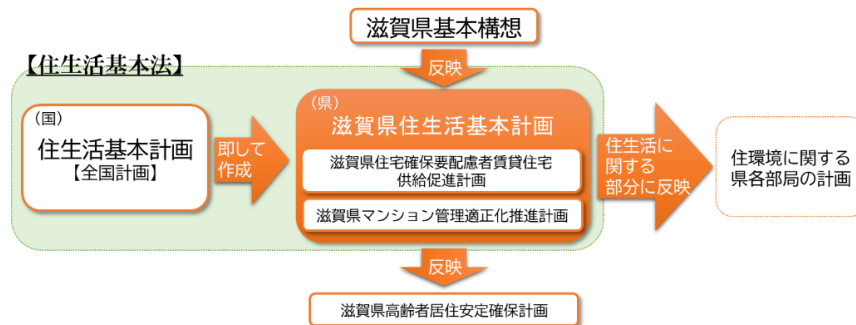 滋賀県基本構想
反映
【住生活基本法】
(国)
住生活基本計画
【全国計画】
即して
作成
(県)
滋賀県住生活基本計画
滋賀県住宅確保要配慮者賃貸住宅
供給促進計画
滋賀県マンション管理適正化推進計画
住生活に
関する
部分に反映
住環境に関する
県各部局の計画
反映
滋賀県高齢者居住安定確保計画